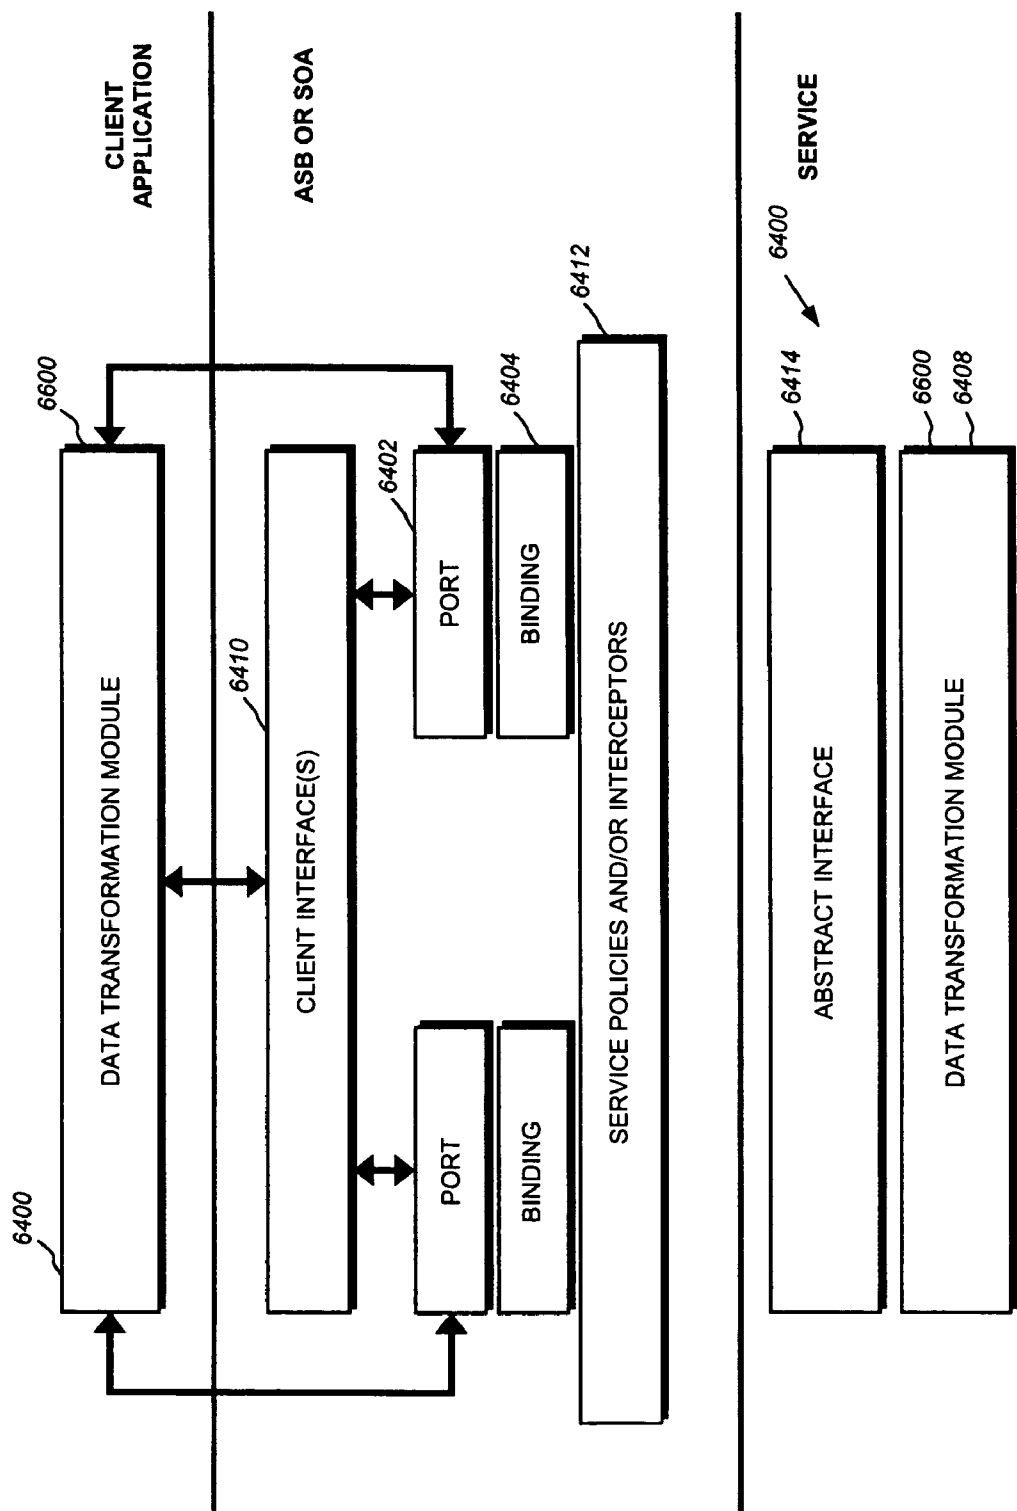 CLIENT
APPLICATION
6400
6600
DATA TRANSFORMATION MODULE
ASB OR SOA
6410
CLIENT INTERFACE(S)
6402
PORT
PORT
6404
BINDING
BINDING
6412
SERVICE POLICIES AND/OR INTERCEPTORS
SERVICE
6400
6414
ABSTRACT INTERFACE
6600
6408
DATA TRANSFORMATION MODULE